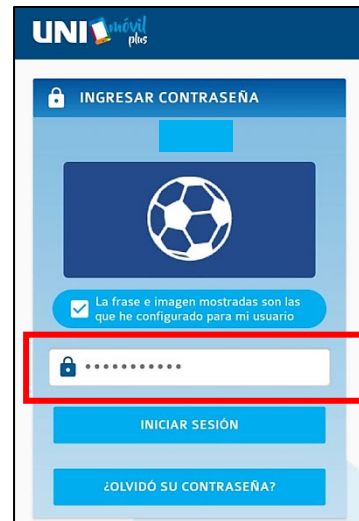 UNI móvil
plus
INGRESAR CONTRASEÑA
La frase e imagen mostradas son las
que he configurado para mi usuario
•••••••••••
INICIAR SESIÓN
¿OLVIDÓ SU CONTRASEÑA?